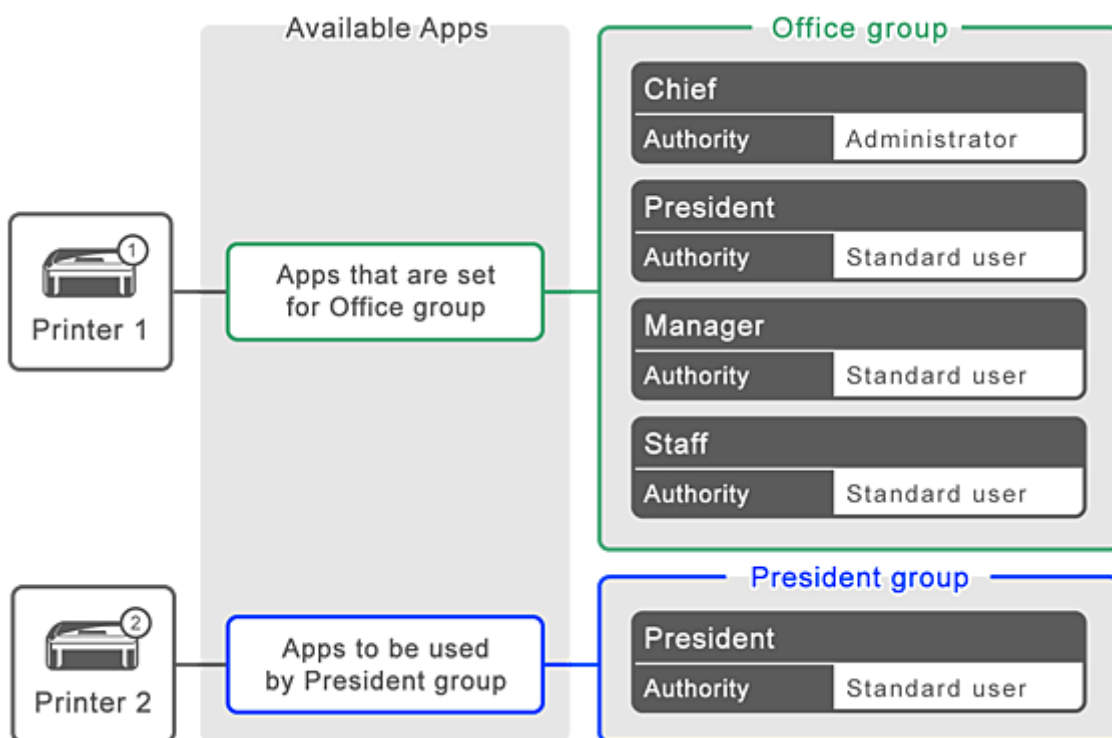 Available Apps
Office group
Chief
Authority Administrator
President
Authority Standard user
Manager
Authority Standard user
Staff
Authority Standard user
1
Printer 1
Apps that are set
for Office group
President group
President
Authority Standard user
2
Printer 2
Apps to be used
by President group